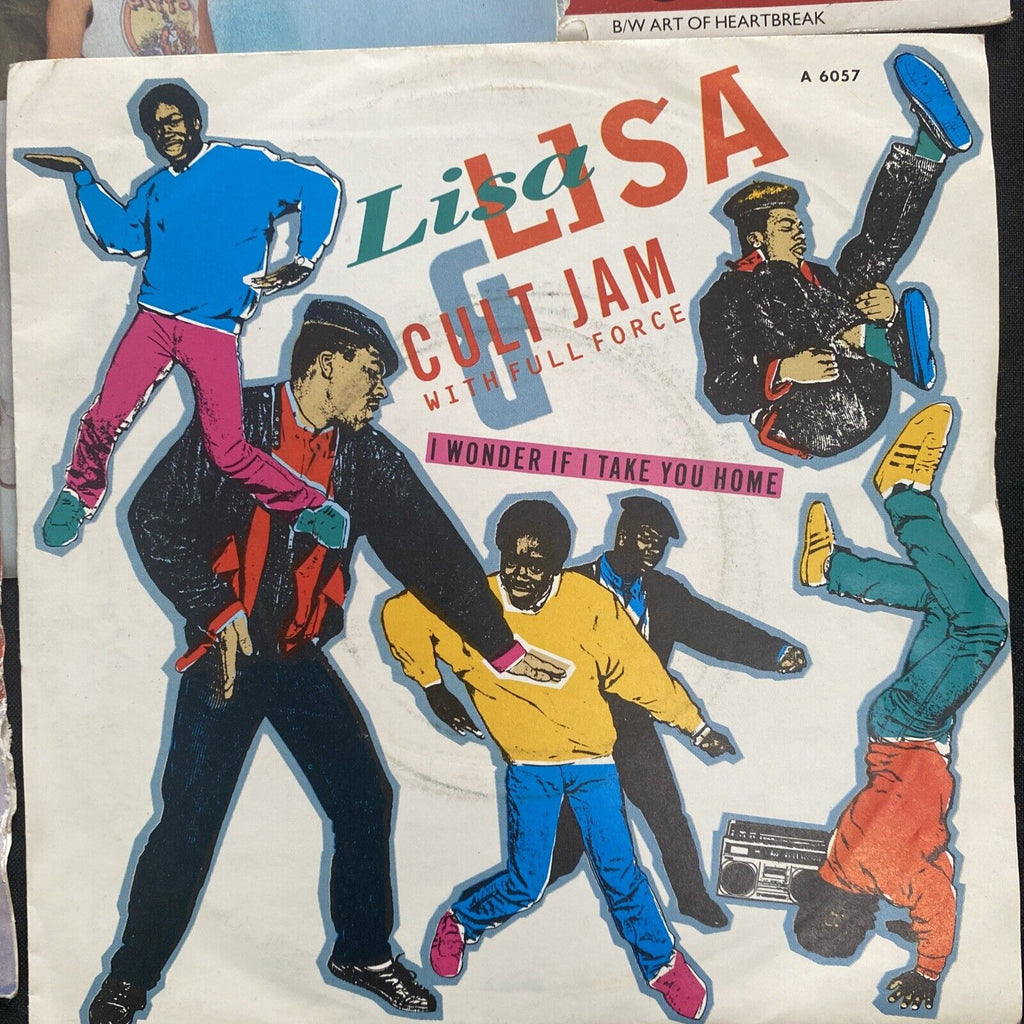 B/W ART OF HEARTBREAK
A 6057
Lisa LISA
&
CULT JAM
WITH FULL FORCE
I WONDER IF I TAKE YOU HOME